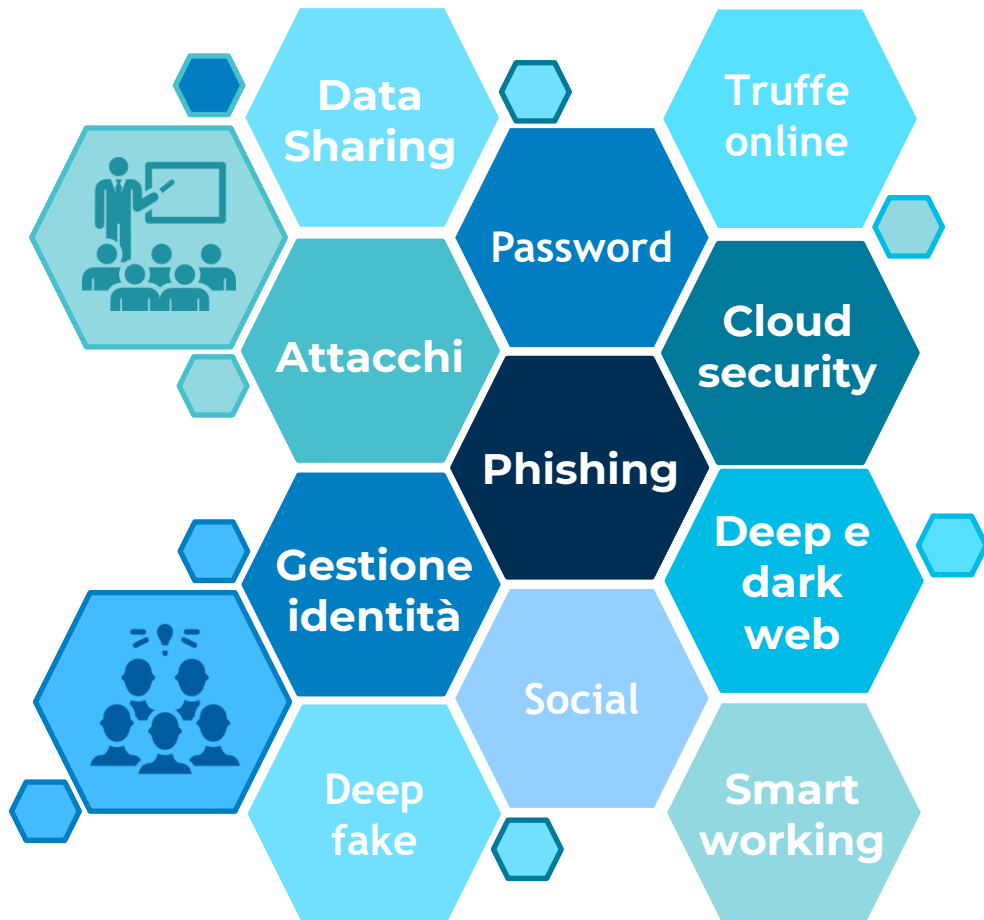 Data
Sharing
Truffe
online
Password
Attacchi
Cloud
security
Phishing
Gestione
identità
Deep e
dark
web
Social
Deep
fake
Smart
working